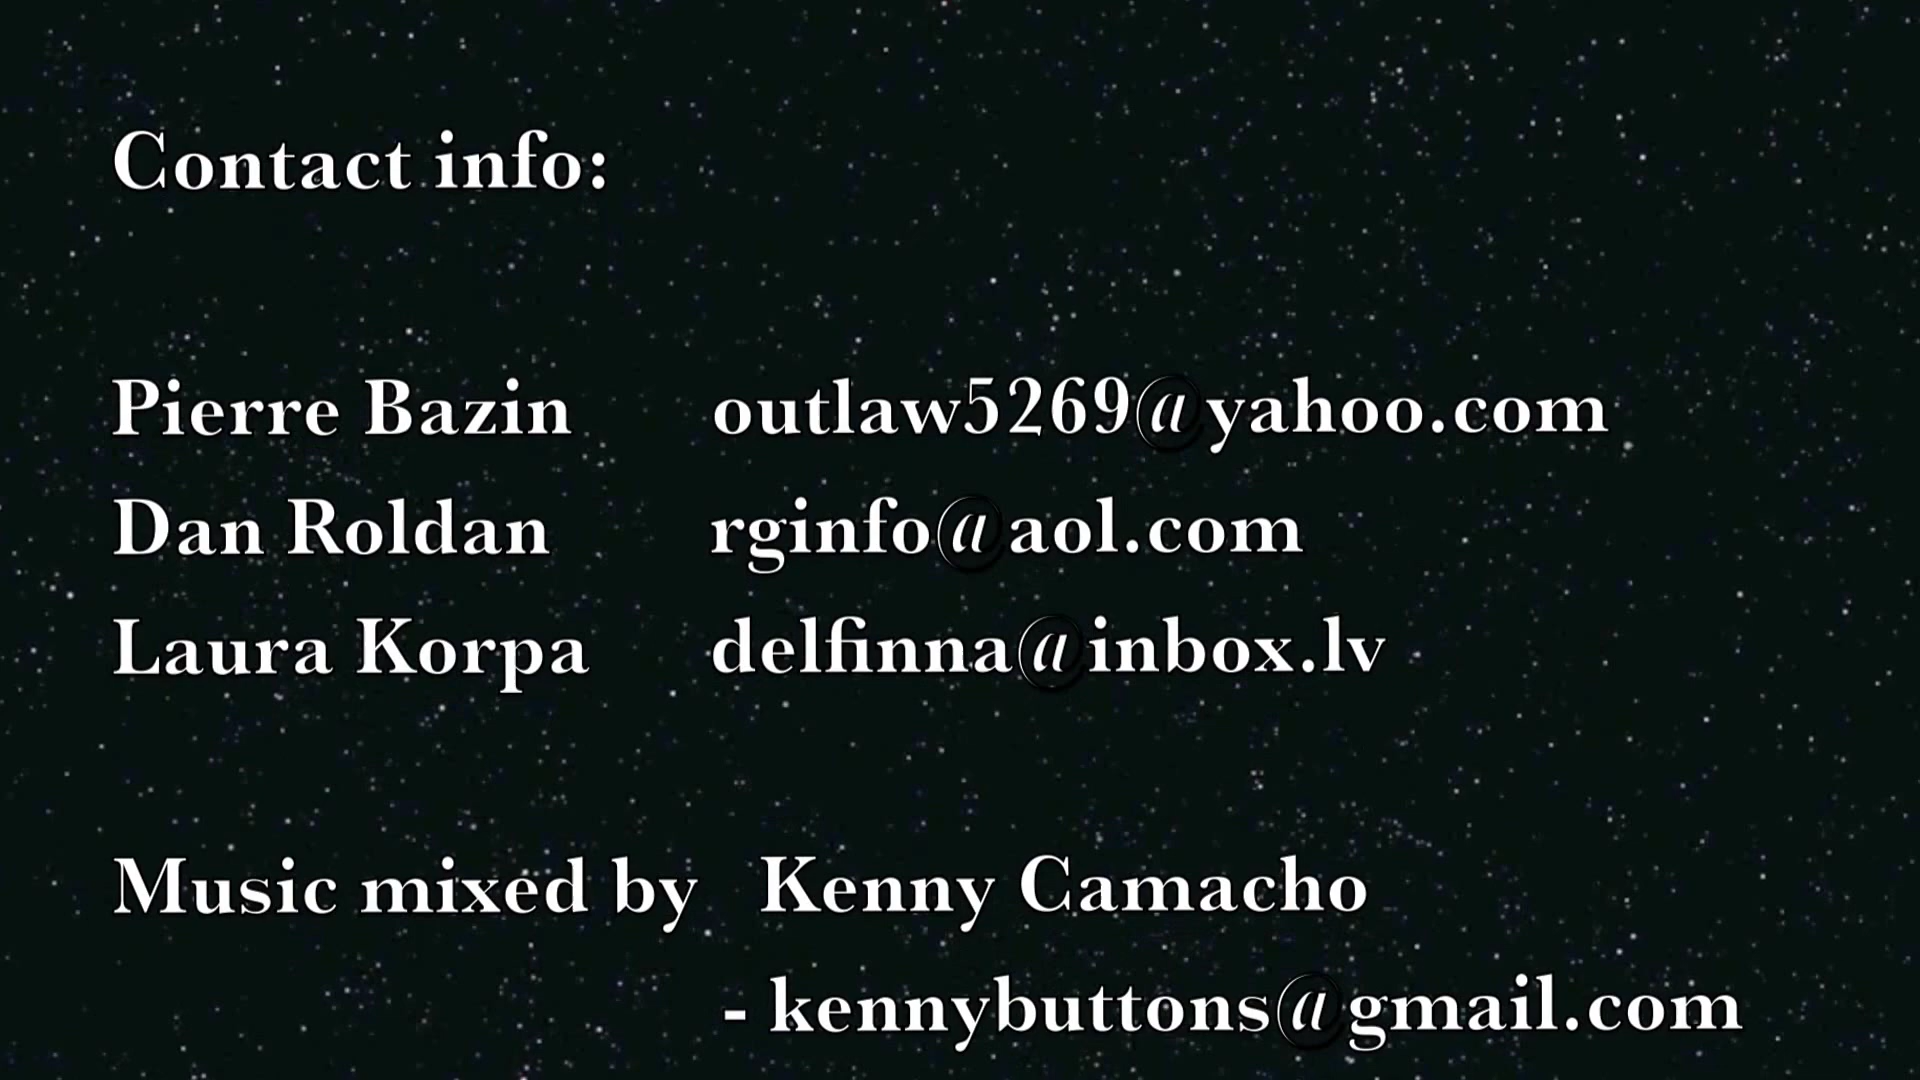 Contact info:
Pierre Bazin outlaw5269@yahoo.com
Dan Roldan rginfo@aol.com
Laura Korpa delfinna@inbox.lv
Music mixed by Kenny Camacho
- kennybuttons@gmail.com